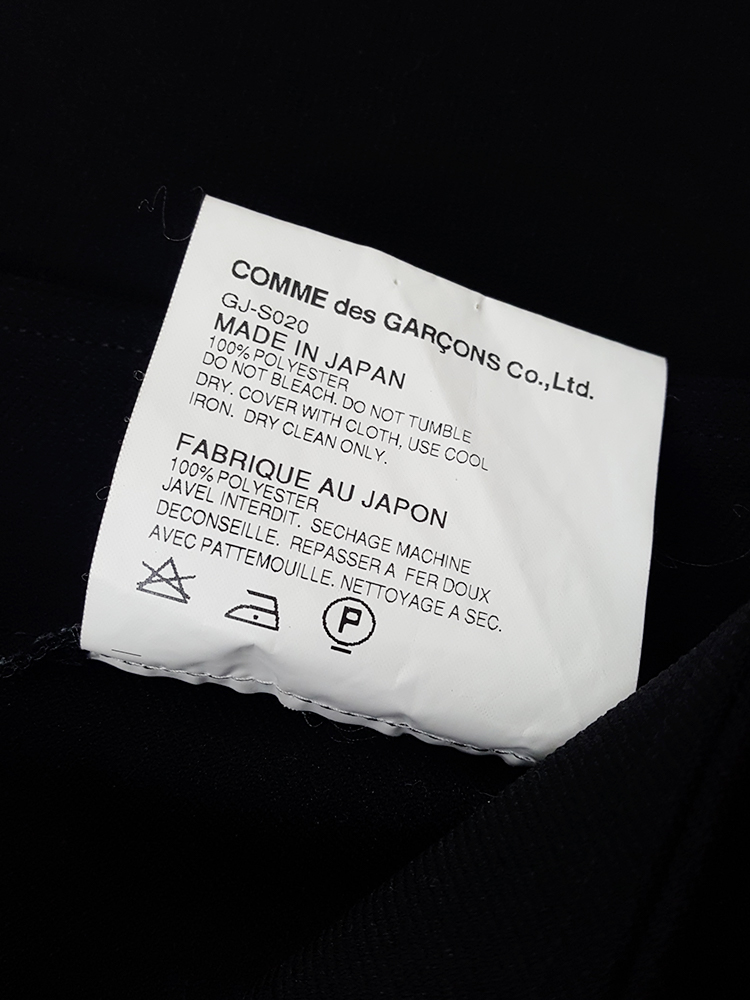 COMME des GARÇONS Co.,Ltd.
GJ-S020
MADE IN JAPAN
100% POLYESTER
DO NOT BLEACH. DO NOT TUMBLE
DRY. COVER WITH CLOTH, USE COOL
IRON. DRY CLEAN ONLY.
FABRIQUE AU JAPON
100% POLYESTER
JAVEL INTERDIT. SECHAGE MACHINE
DECONSEILLE. REPASSER A FER DOUX
AVEC PATTEMOUILLE. NETTOYAGE A SEC.
P